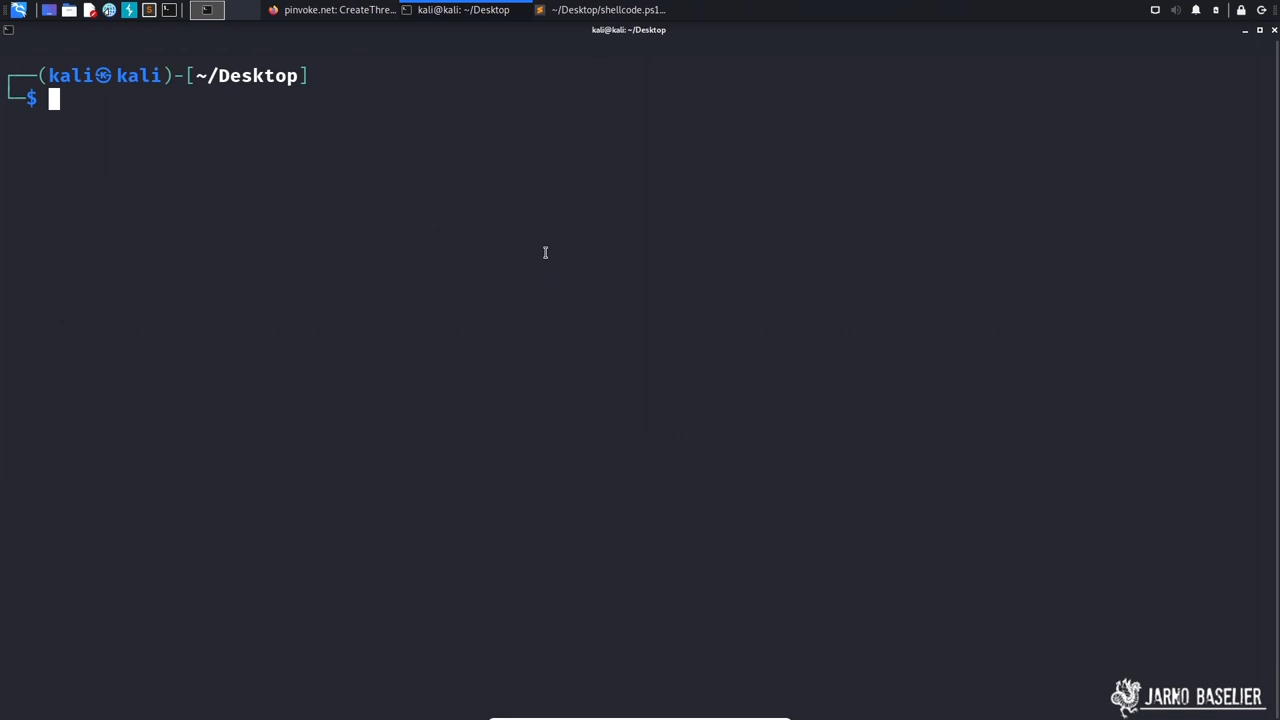 pinvoke.net: CreateThre...
kali@kali: ~/Desktop
~/Desktop/shellcode.ps1...
kali@kali: ~/Desktop
(kali㉿kali)-[~/Desktop]
$
JARNO BASELIER